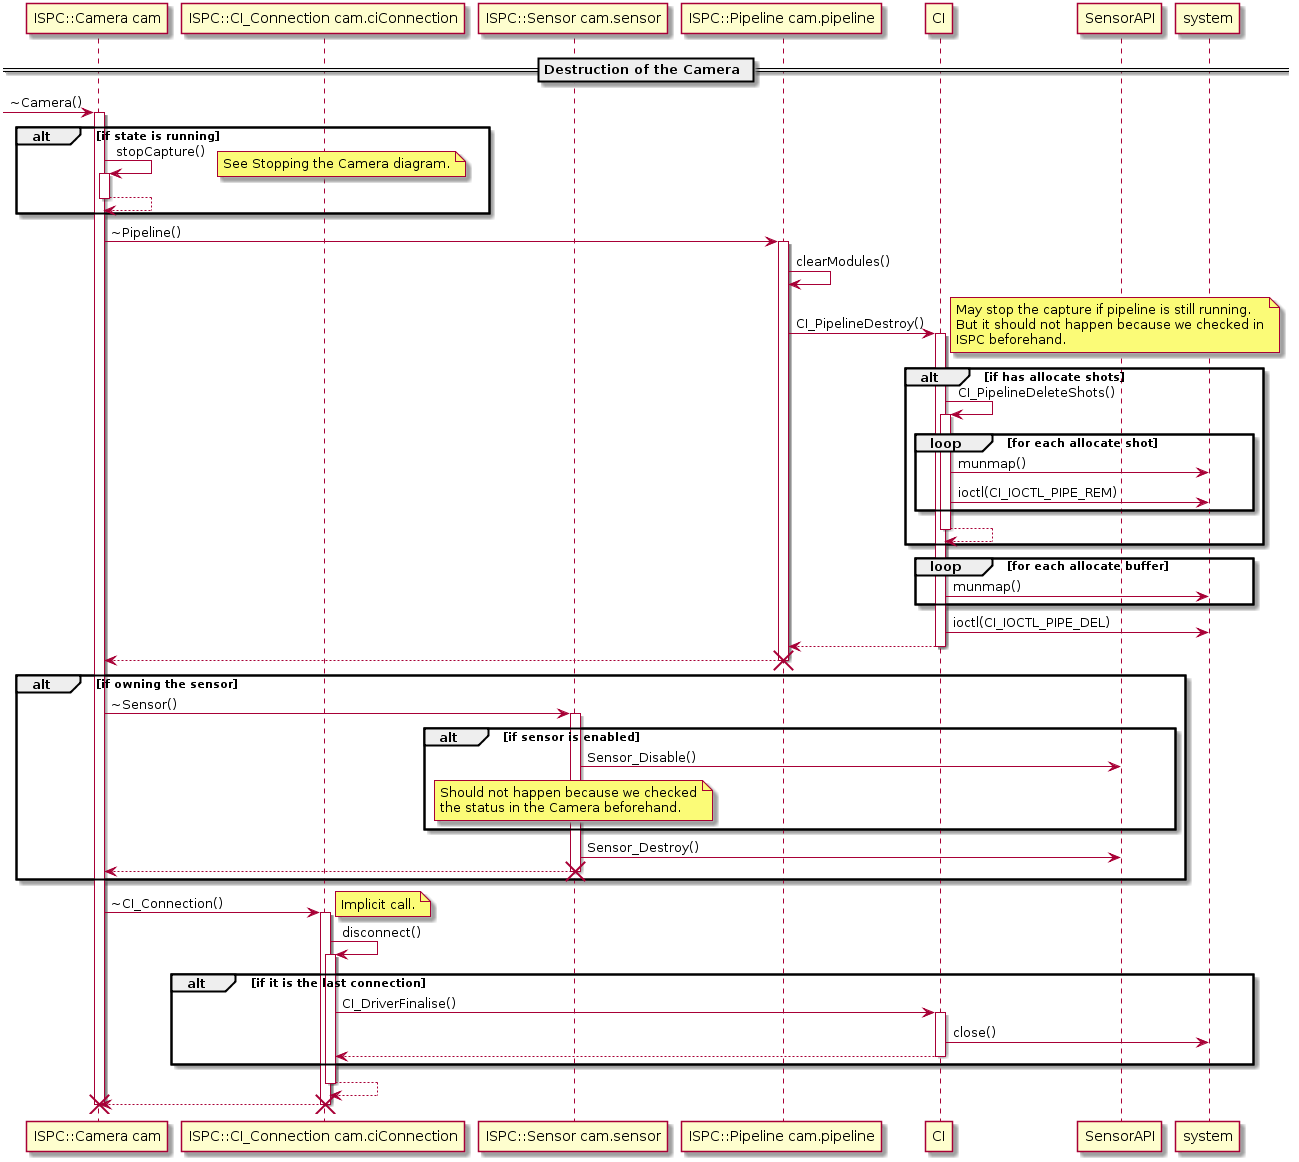 ISPC::Camera cam
ISPC::CI_Connection cam.ciConnection
ISPC::Sensor cam.sensor
ISPC::Pipeline cam.pipeline
CI
SensorAPI
system
Destruction of the Camera
~Camera()
alt
[if state is running]
stopCapture()
See Stopping the Camera diagram.
~Pipeline()
clearModules()
May stop the capture if pipeline is still running.
But it should not happen because we checked in
ISPC beforehand.
CI_PipelineDestroy()
alt
[if has allocate shots]
CI_PipelineDeleteShots()
loop
[for each allocate shot]
munmap()
ioctl(CI_IOCTL_PIPE_REM)
loop
[for each allocate buffer]
munmap()
ioctl(CI_IOCTL_PIPE_DEL)
alt
[if owning the sensor]
~Sensor()
alt
[if sensor is enabled]
Sensor_Disable()
Should not happen because we checked
the status in the Camera beforehand.
Sensor_Destroy()
~CI_Connection()
Implicit call.
disconnect()
alt
[if it is the last connection]
CI_DriverFinalise()
close()
ISPC::Camera cam
ISPC::CI_Connection cam.ciConnection
ISPC::Sensor cam.sensor
ISPC::Pipeline cam.pipeline
CI
SensorAPI
system